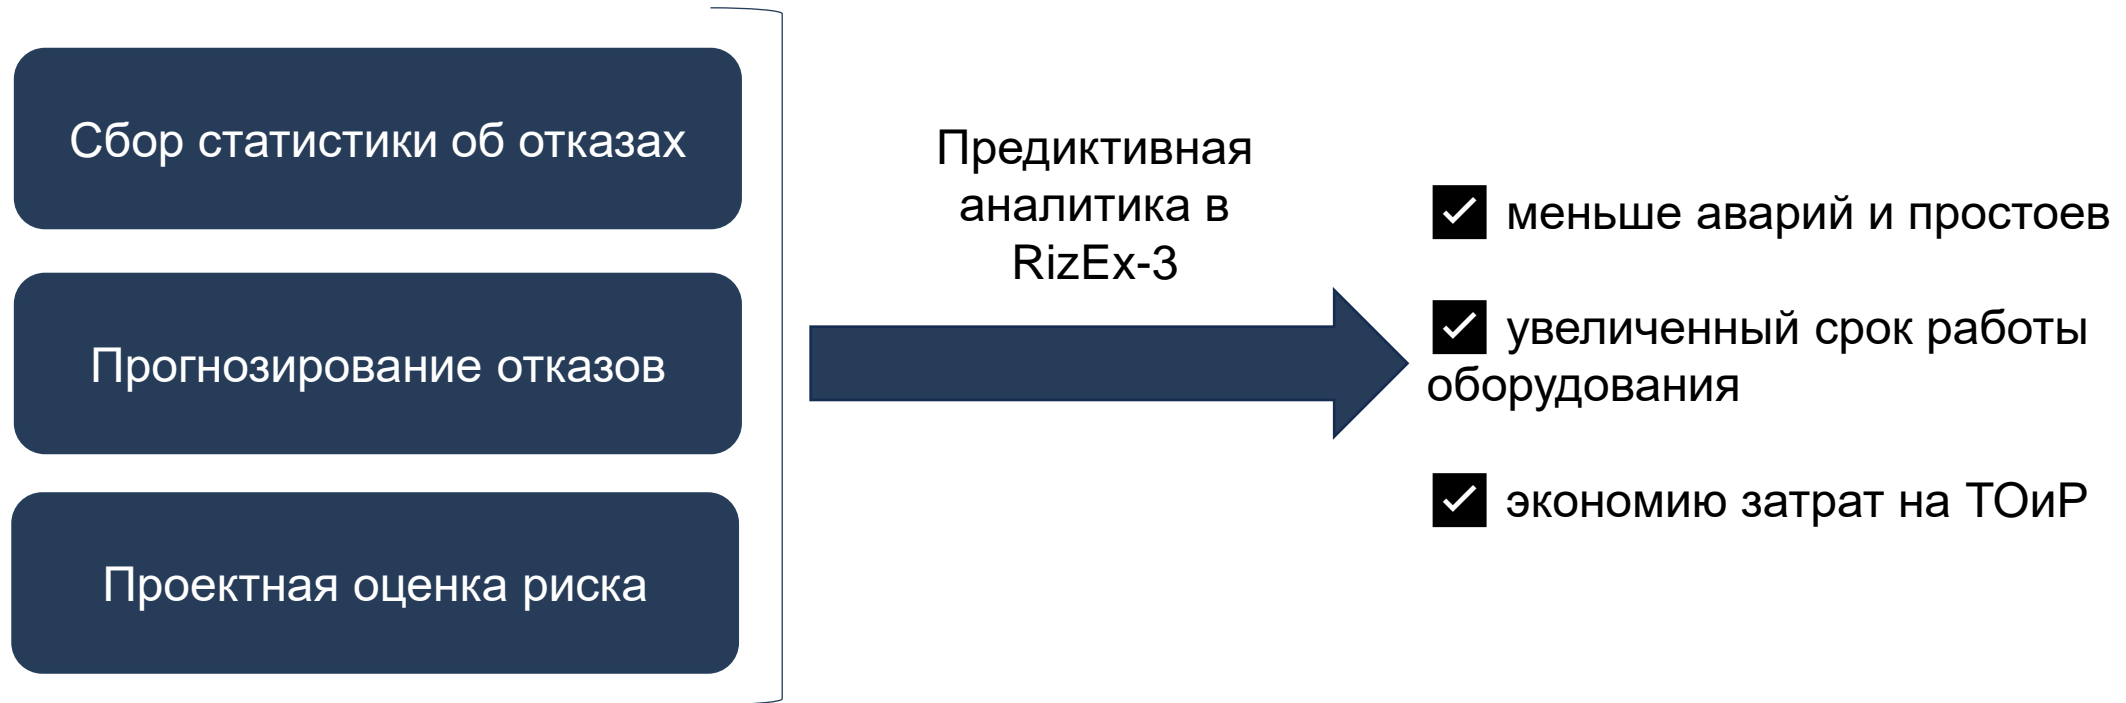 Сбор статистики об отказах
Прогнозирование отказов
Проектная оценка риска
Предиктивная
аналитика в
RizEx-3
меньше аварий и простоев
увеличенный срок работы
оборудования
экономию затрат на ТОиР